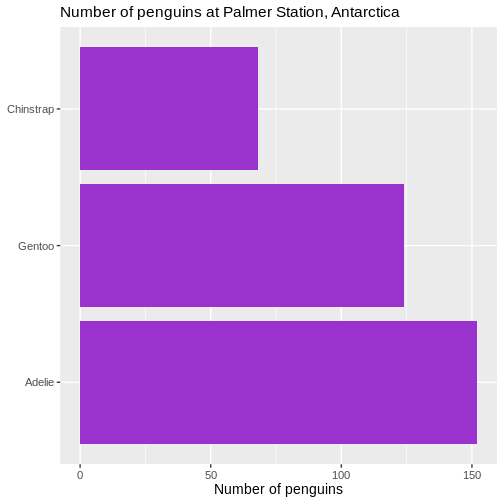 Number of penguins at Palmer Station, Antarctica
Chinstrap
Gentoo
Adelie
0 50 100 150
Number of penguins